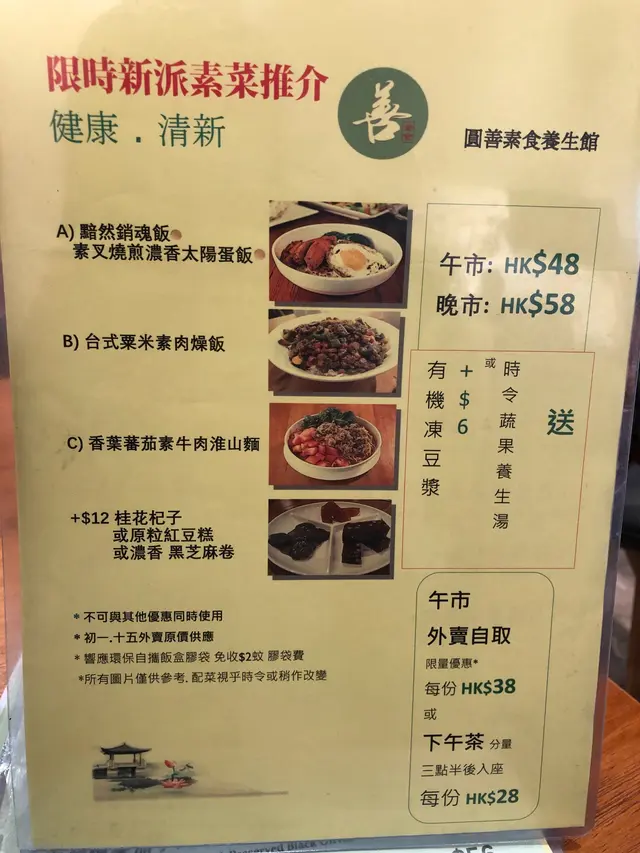 限時新派素菜推介
健康 . 清新
善
圓善素食養生館
A) 黯然銷魂飯
素叉燒煎濃香太陽蛋飯
B) 台式粟米素肉燥飯
C) 香葉蕃茄素牛肉淮山麵
+$12 桂花杞子
或原粒紅豆糕
或濃香 黑芝麻卷
午市: HK$48
晚市: HK$58
送
時令蔬果養生湯
或
+$6
有機凍豆漿
* 不可與其他優惠同時使用
* 初一.十五外賣原價供應
* 響應環保自攜飯盒膠袋 免收$2蚊 膠袋費
*所有圖片僅供參考. 配菜視乎時令或稍作改變
午市
外賣自取
限量優惠*
每份 HK$38
或
下午茶 分量
三點半後入座
每份 HK$28